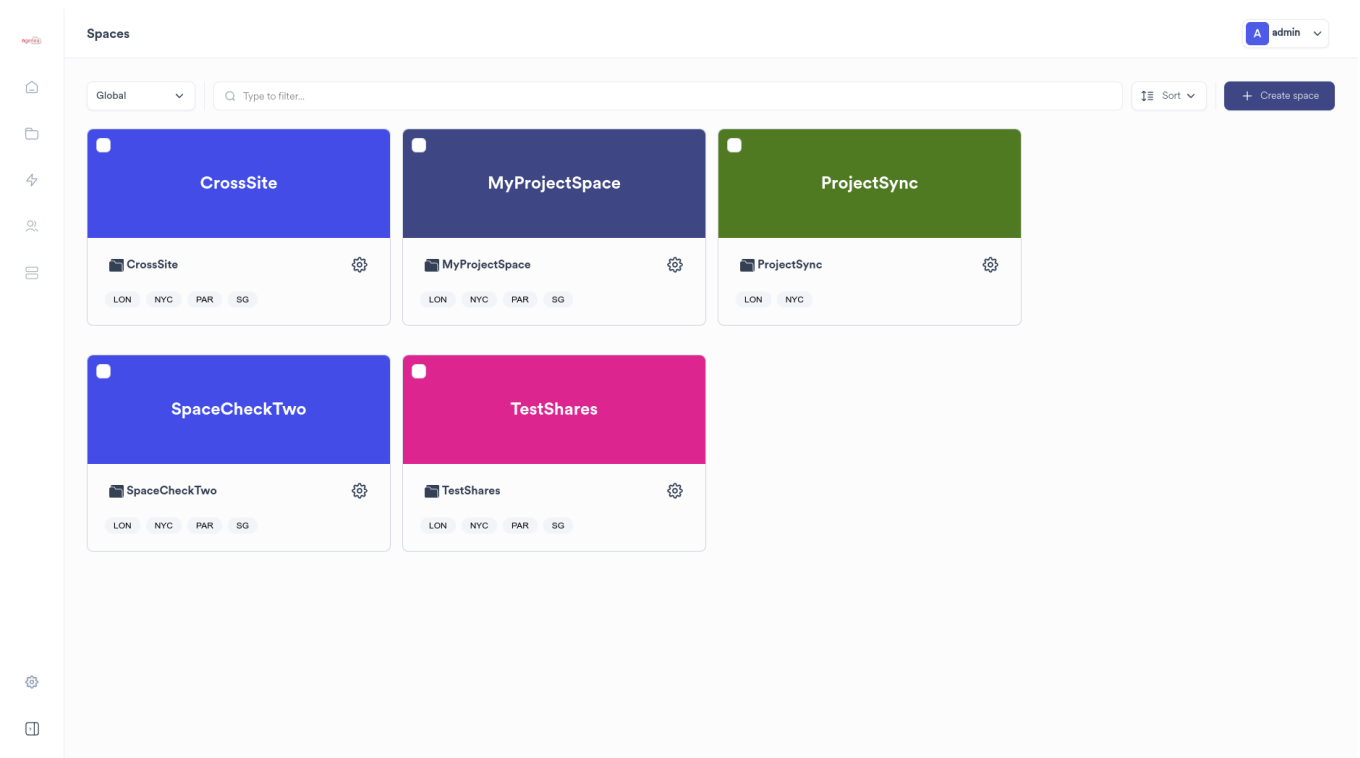 Spaces
A admin
Global
Type to filter...
Sort
Create space
CrossSite
MyProjectSpace
ProjectSync
CrossSite
MyProjectSpace
ProjectSync
LON NYC PAR SG
LON NYC PAR SG
LON NYC
SpaceCheckTwo
TestShares
SpaceCheckTwo
TestShares
LON NYC PAR SG
LON NYC PAR SG